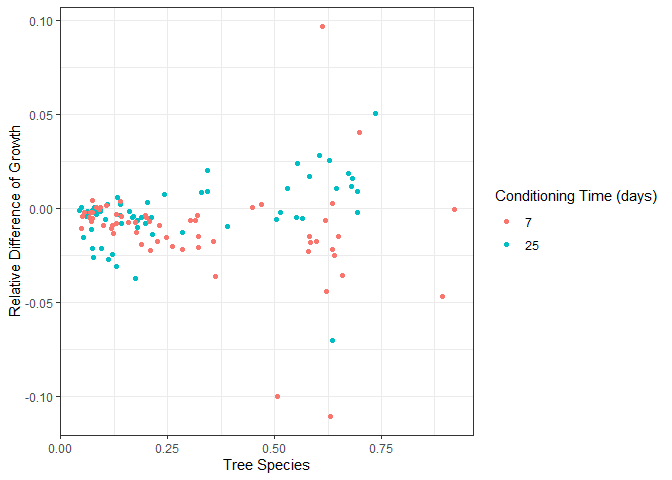 0.10
0.05
0.00
-0.05
-0.10
Relative Difference of Growth
0.00 0.25 0.50 0.75
Tree Species
Conditioning Time (days)
7
25